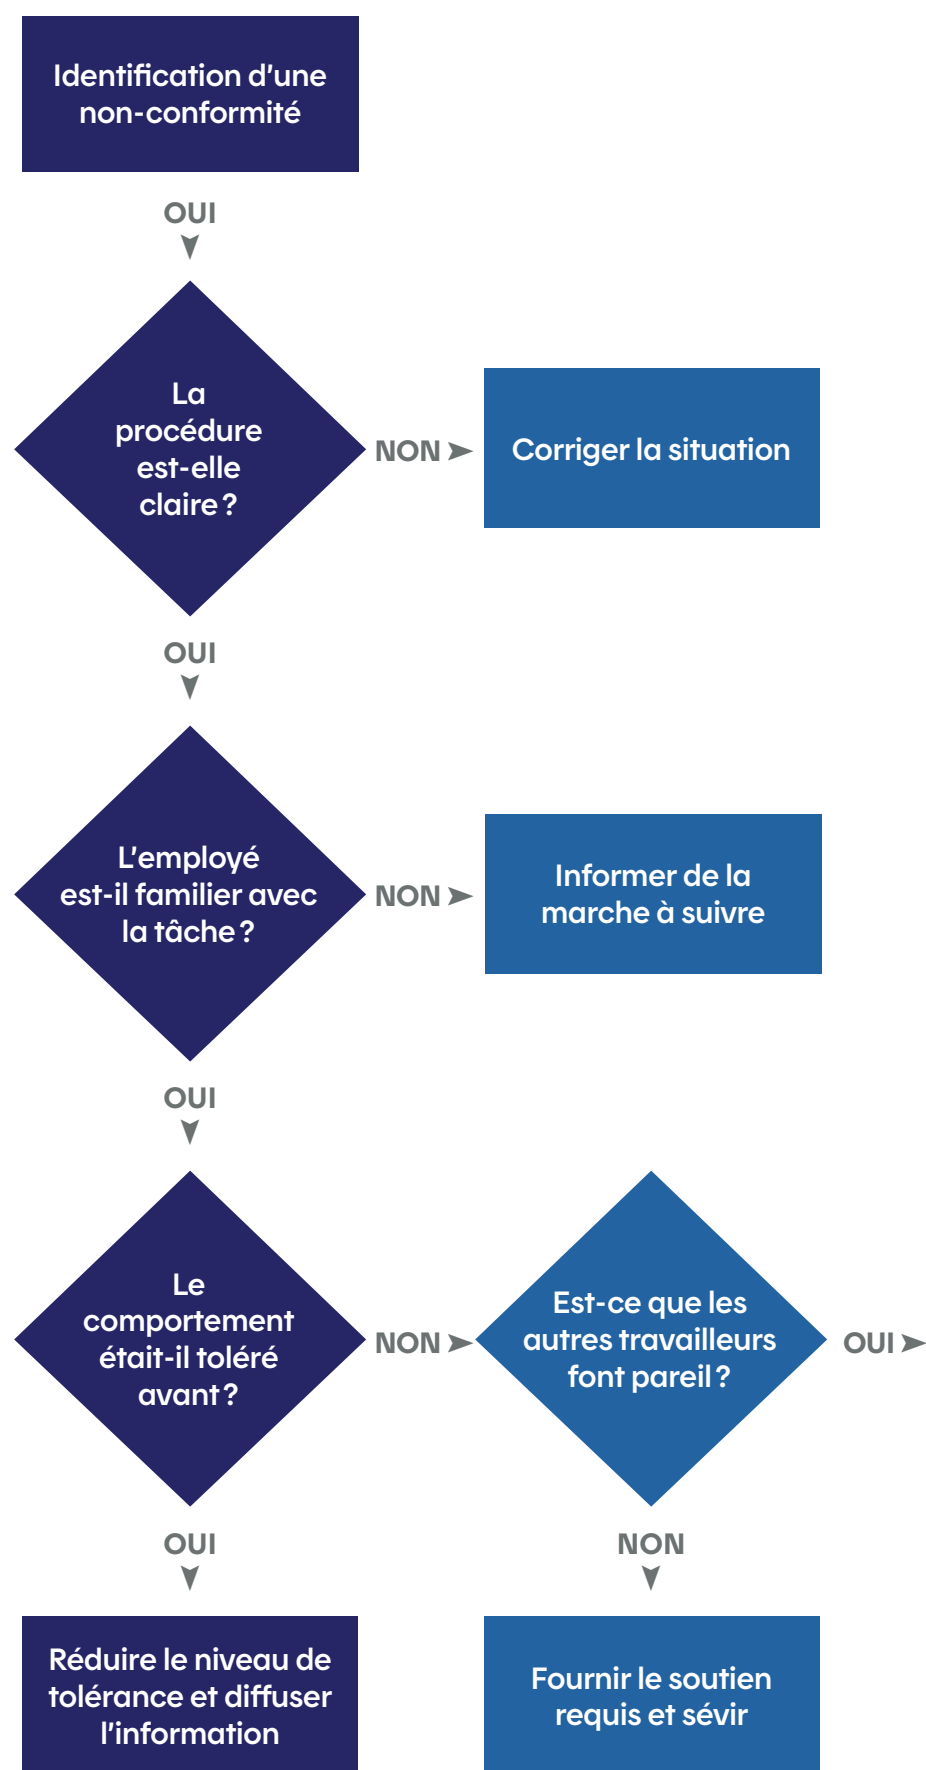 Identification d'une
non-conformité
OUI
La
procédure
est-elle
claire ?
NON
Corriger la situation
OUI
L'employé
est-il familier avec
la tâche ?
NON
Informer de la
marche à suivre
OUI
Le
comportement
était-il toléré
avant ?
NON
Est-ce que les
autres travailleurs
font pareil ?
OUI
OUI
NON
Réduire le niveau de
tolérance et diffuser
l'information
Fournir le soutien
requis et sévir